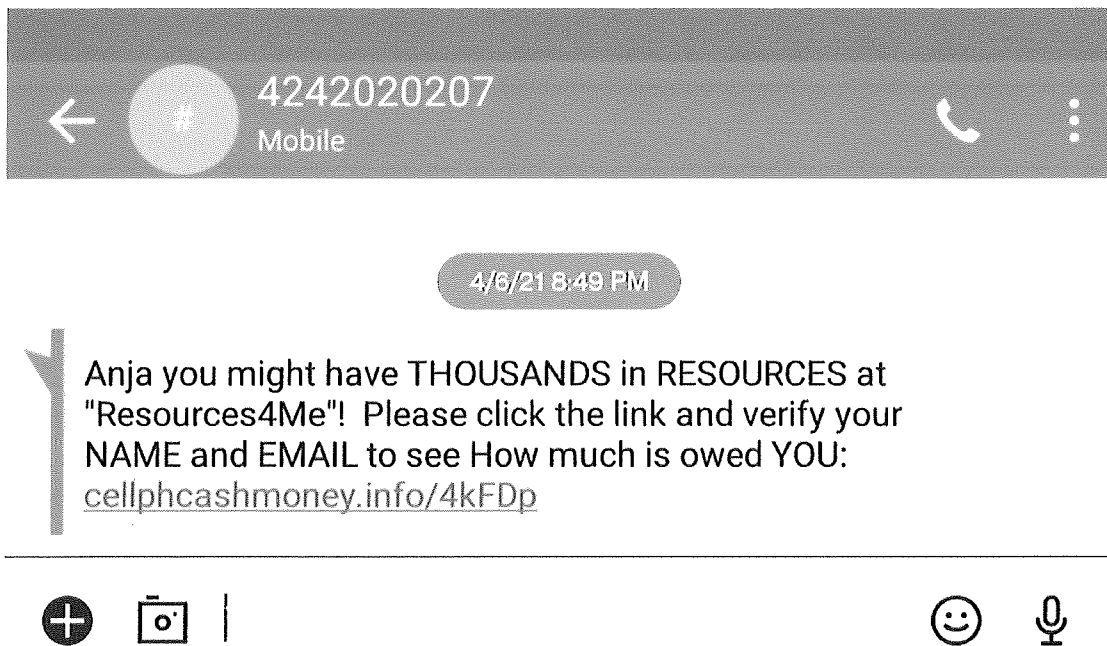 4242020207
#
Mobile
4/6/21 8:49 PM
Anja you might have THOUSANDS in RESOURCES at
"Resources4Me"!  Please click the link and verify your
NAME and EMAIL to see How much is owed YOU:
cellphcashmoney.info/4kFDp